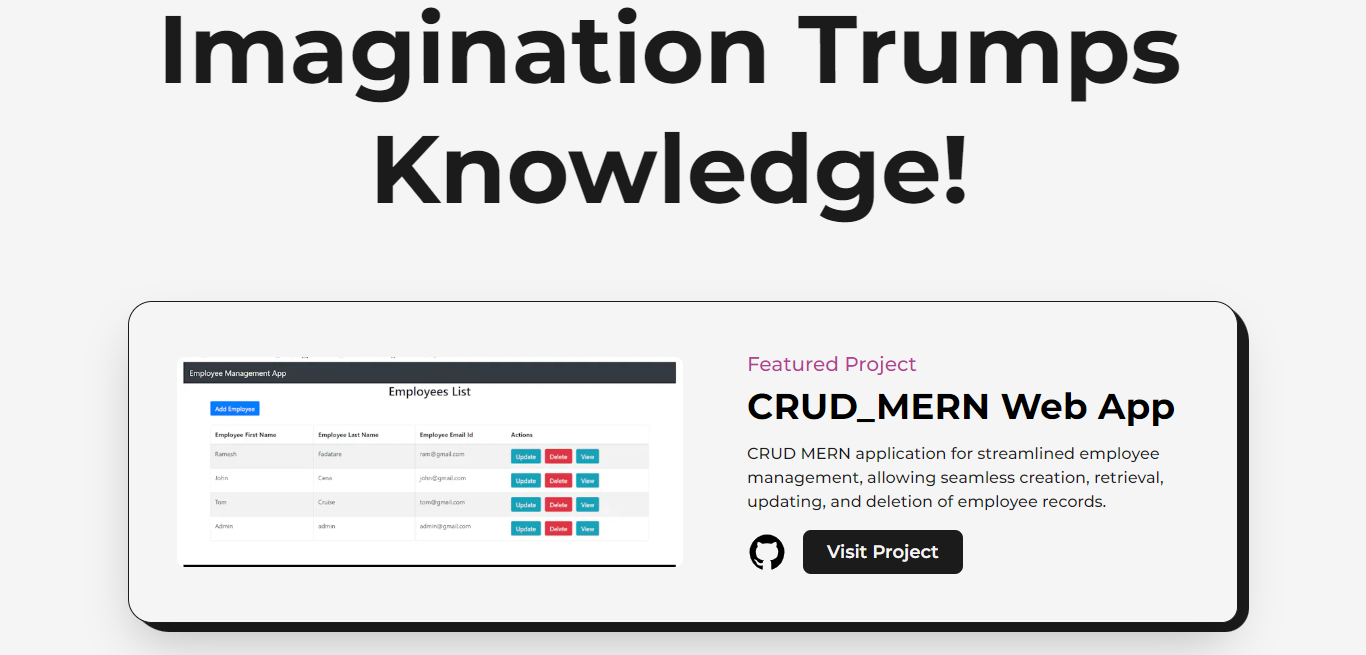 Imagination Trumps
Knowledge!
Employee Management App
Employees List
Add Employee
Employee First Name Employee Last Name Employee Email Id Actions
Ramesh Fadatare ram@gmail.com Update Delete View
John Cena john@gmail.com Update Delete View
Tom Cruise tom@gmail.com Update Delete View
Admin admin admin@gmail.com Update Delete View
Featured Project
CRUD_MERN Web App
CRUD MERN application for streamlined employee
management, allowing seamless creation, retrieval,
updating, and deletion of employee records.
Visit Project